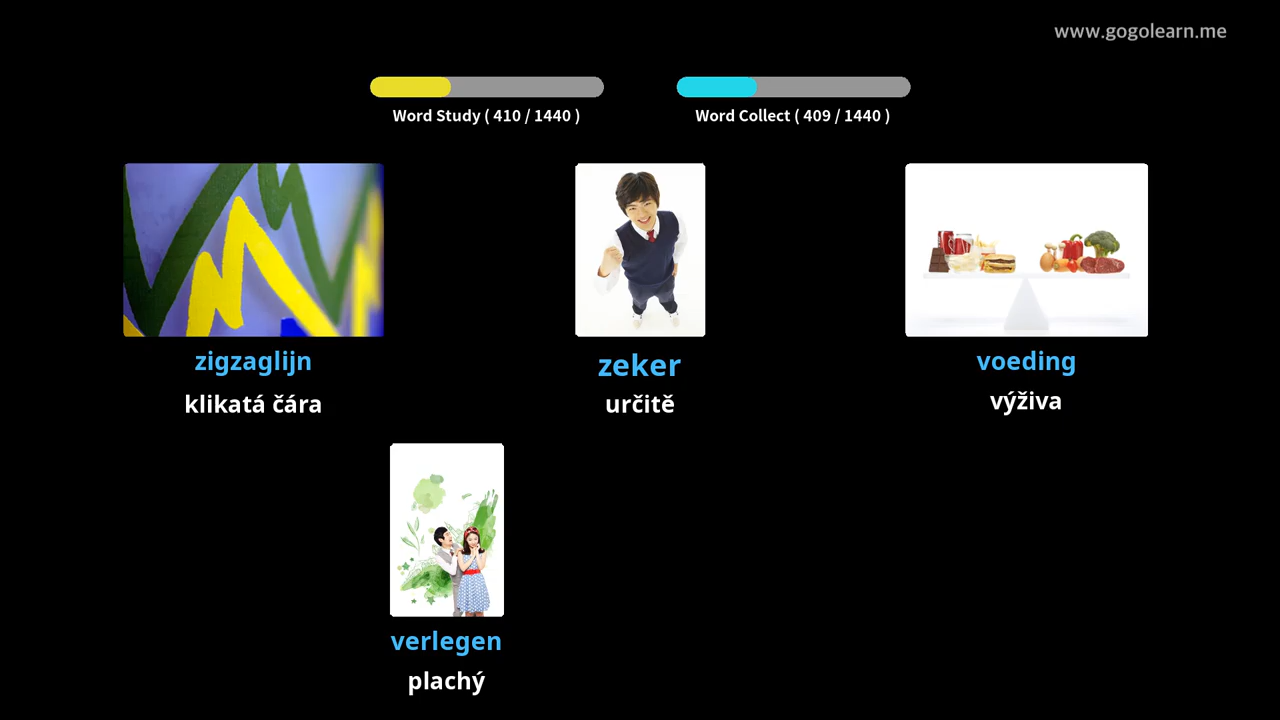 www.gogolearn.me
Word Study ( 410 / 1440 )
Word Collect ( 409 / 1440 )
zigzaglijn
klikatá čára
zeker
určitě
voeding
výživa
verlegen
plachý